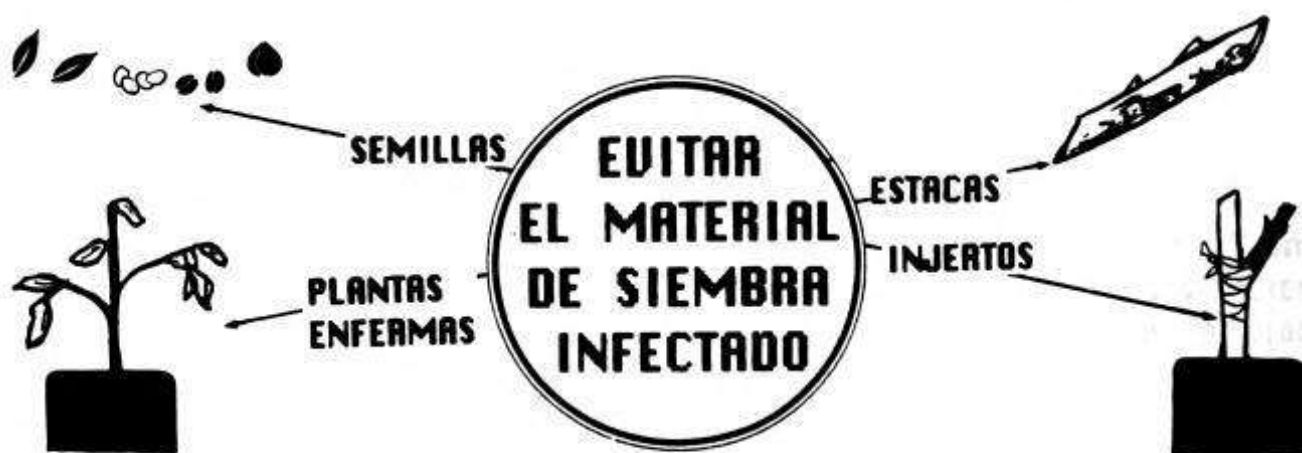 SEMILLAS
PLANTAS
ENFERMAS
EVITAR
EL MATERIAL
DE SIEMBRA
INFECTADO
ESTACAS
INJERTOS